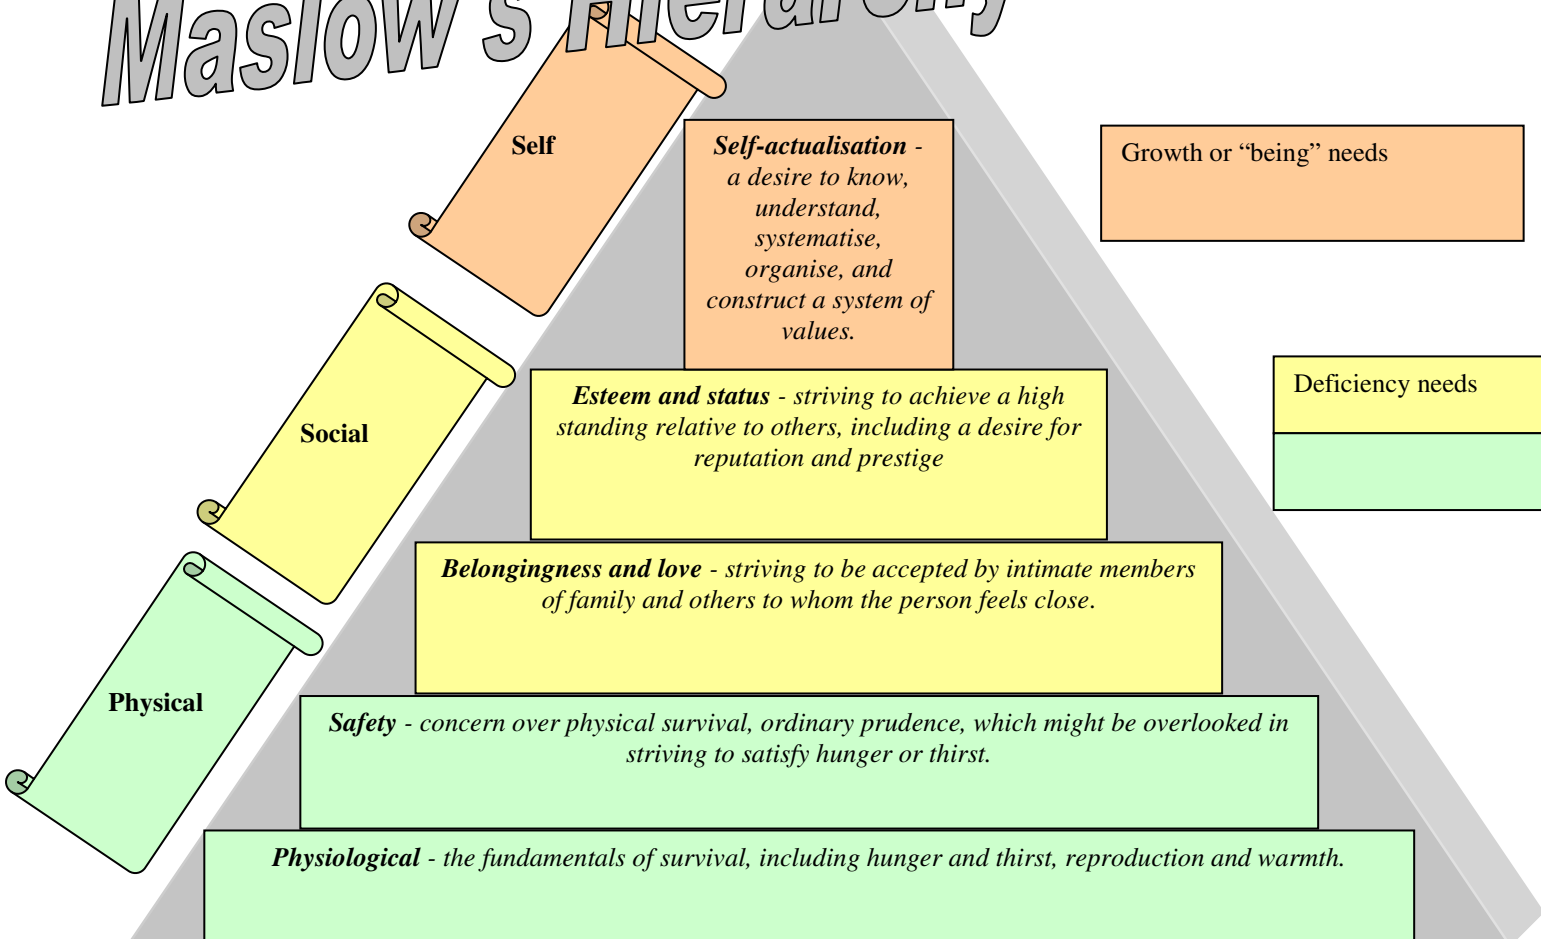 Maslow's Hierarchy
Self
Self-actualisation -
a desire to know,
understand,
systematise,
organise, and
construct a system of
values.
Growth or “being” needs
Social
Esteem and status - striving to achieve a high
standing relative to others, including a desire for
reputation and prestige
Deficiency needs
Belongingness and love - striving to be accepted by intimate members
of family and others to whom the person feels close.
Physical
Safety - concern over physical survival, ordinary prudence, which might be overlooked in
striving to satisfy hunger or thirst.
Physiological - the fundamentals of survival, including hunger and thirst, reproduction and warmth.